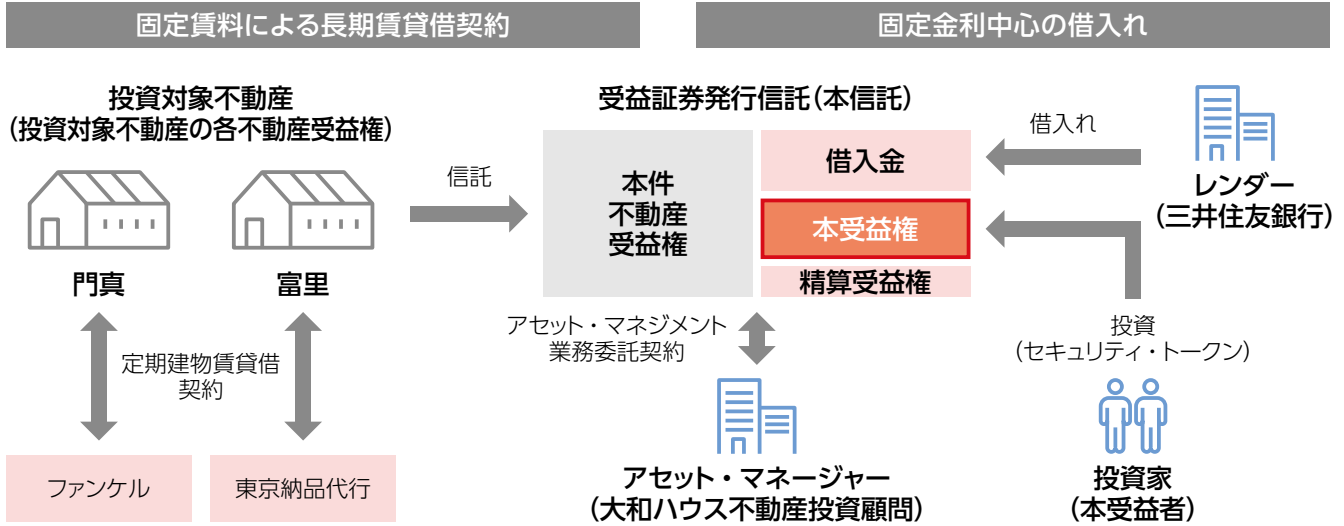 固定賃料による長期賃貸借契約
固定金利中心の借入れ
投資対象不動産
(投資対象不動産の各不動産受益権)
門真
富里
定期建物賃貸借
契約
ファンケル
東京納品代行
信託
受益証券発行信託(本信託)
本件
不動産
受益権
借入金
本受益権
精算受益権
アセット・マネジメント
業務委託契約
アセット・マネージャー
(大和ハウス不動産投資顧問)
借入れ
レンダー
(三井住友銀行)
投資
(セキュリティ・トークン)
投資家
(本受益者)